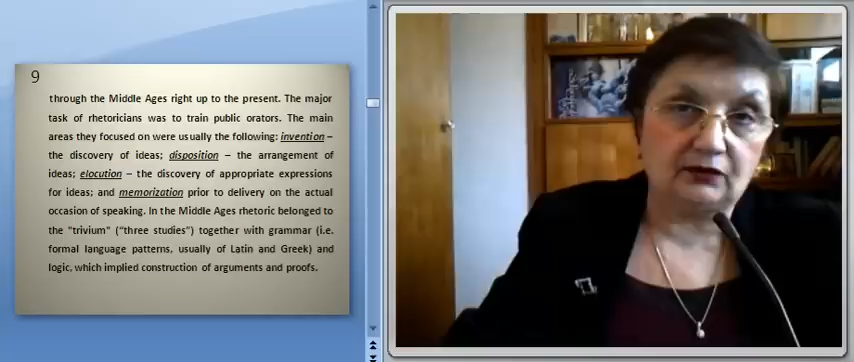 9
through the Middle Ages right up to the present. The major
task of rhetoricians was to train public orators. The main
areas they focused on were usually the following: invention –
the discovery of ideas; disposition – the arrangement of
ideas; elocution – the discovery of appropriate expressions
for ideas; and memorization prior to delivery on the actual
occasion of speaking. In the Middle Ages rhetoric belonged to
the "trivium" ("three studies") together with grammar (i.e.
formal language patterns, usually of Latin and Greek) and
logic, which implied construction of arguments and proofs.